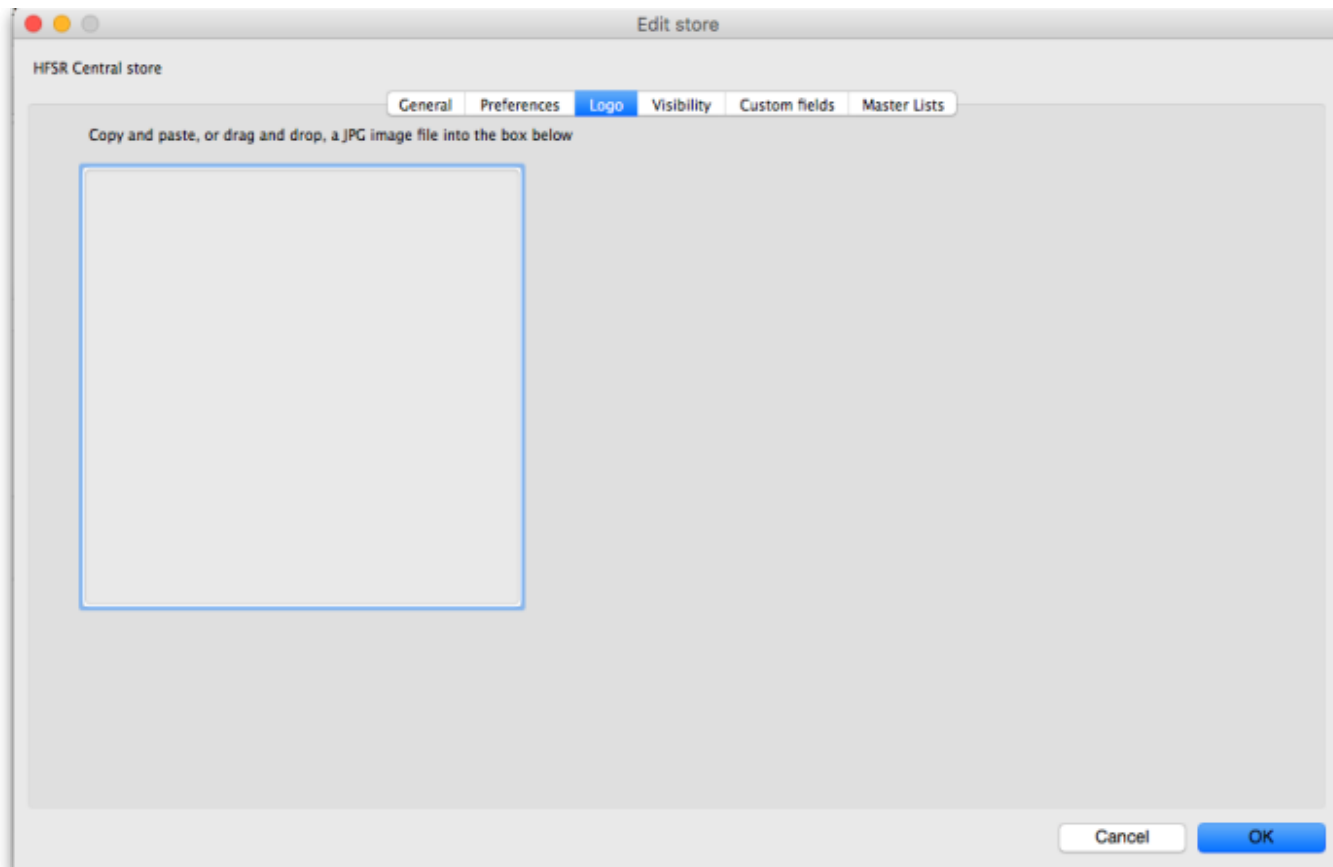 Edit store
HFSR Central store
General Preferences Logo Visibility Custom fields Master Lists
Copy and paste, or drag and drop, a JPG image file into the box below
Cancel OK